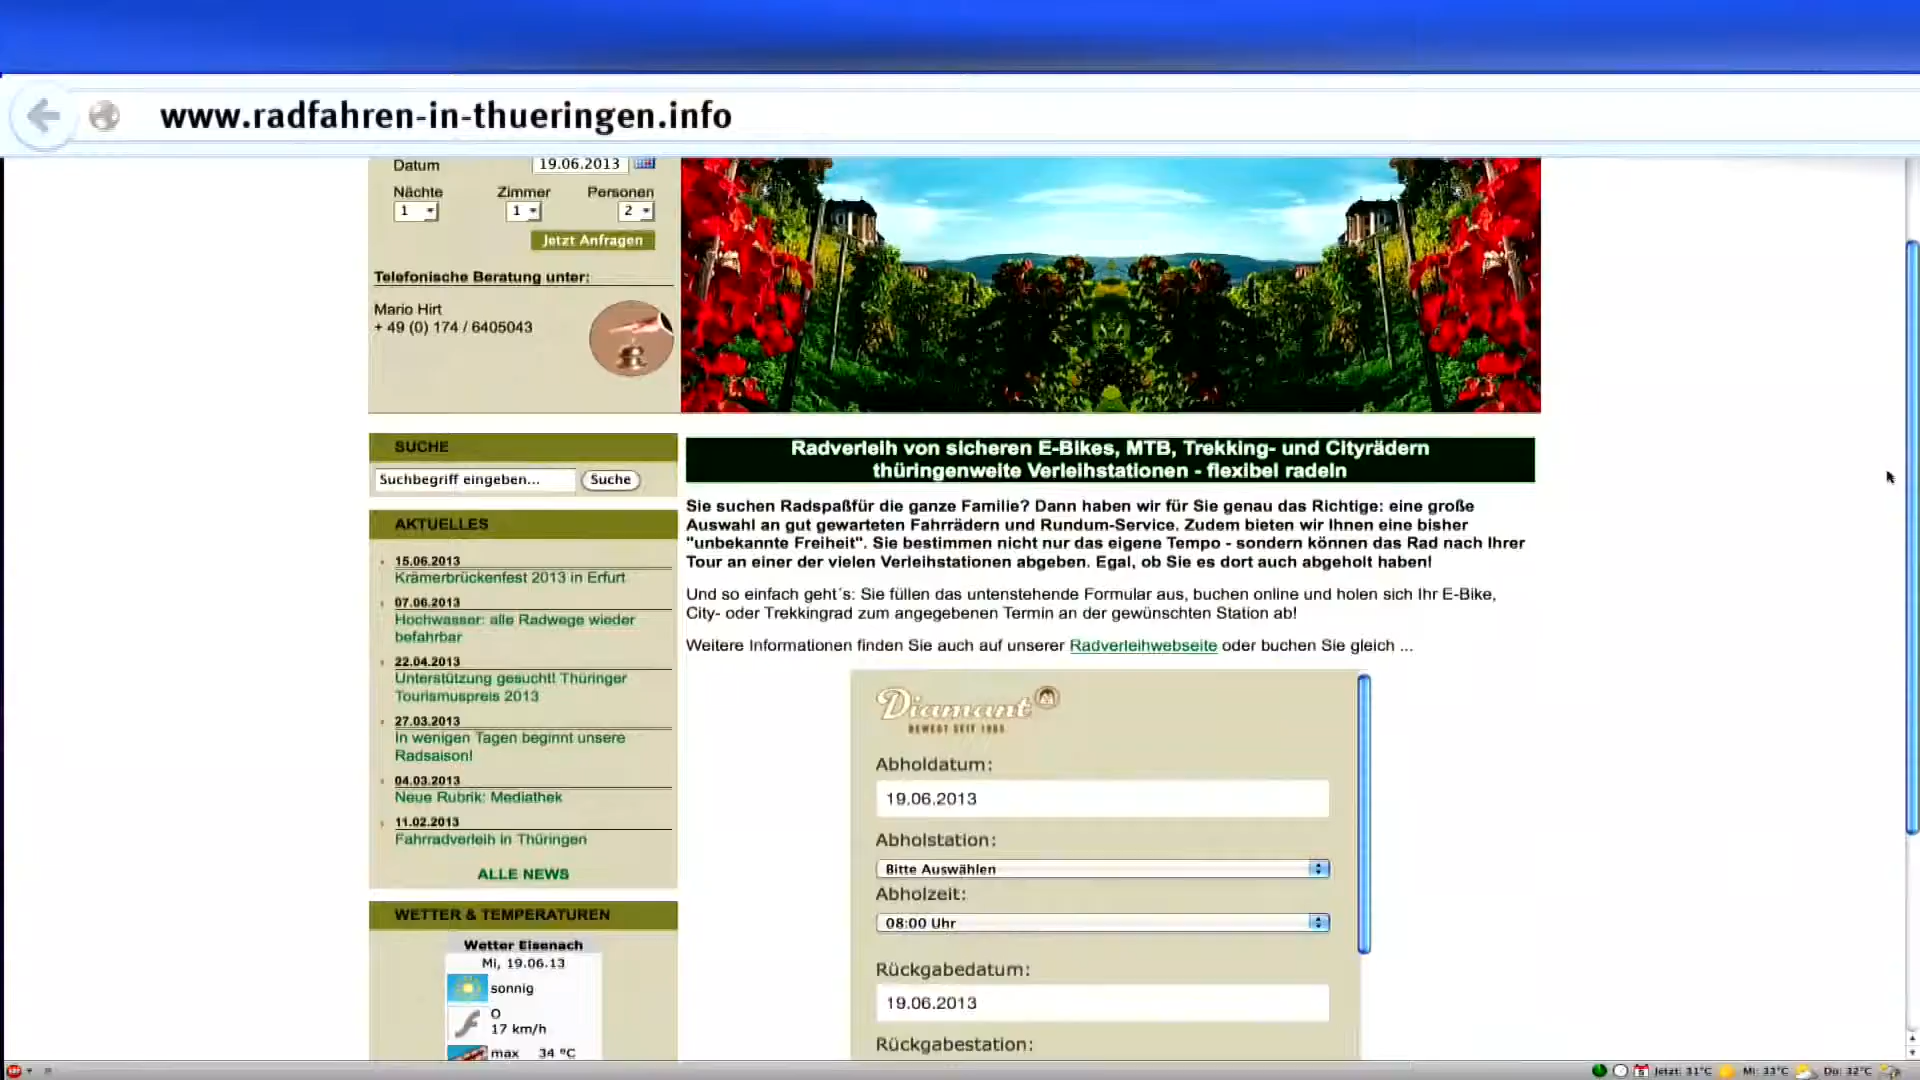 www.radfahren-in-thueringen.info
Datum 19.06.2013
Nächte Zimmer Personen
1 1 2
Jetzt Anfragen
Telefonische Beratung unter:
Mario Hirt
+ 49 (0) 174 / 6405043
SUCHE
Suchbegriff eingeben... Suche
AKTUELLES
15.06.2013
Krämerbrückenfest 2013 in Erfurt
07.06.2013
Hochwasser: alle Radwege wieder
befahrbar
22.04.2013
Unterstützung gesucht! Thüringer
Tourismuspreis 2013
27.03.2013
In wenigen Tagen beginnt unsere
Radsaison!
04.03.2013
Neue Rubrik: Mediathek
11.02.2013
Fahrradverleih in Thüringen
ALLE NEWS
WETTER & TEMPERATUREN
Wetter Eisenach
Mi, 19.06.13
sonnig
O
17 km/h
max 34 °C
Radverleih von sicheren E-Bikes, MTB, Trekking- und Cityrädern
thüringenweite Verleihstationen - flexibel radeln
Sie suchen Radspaßfür die ganze Familie? Dann haben wir für Sie genau das Richtige: eine große
Auswahl an gut gewarteten Fahrrädern und Rundum-Service. Zudem bieten wir Ihnen eine bisher
"unbekannte Freiheit". Sie bestimmen nicht nur das eigene Tempo - sondern können das Rad nach Ihrer
Tour an einer der vielen Verleihstationen abgeben. Egal, ob Sie es dort auch abgeholt haben!
Und so einfach geht´s: Sie füllen das untenstehende Formular aus, buchen online und holen sich Ihr E-Bike,
City- oder Trekkingrad zum angegebenen Termin an der gewünschten Station ab!
Weitere Informationen finden Sie auch auf unserer Radverleihwebseite oder buchen Sie gleich ...
Diamant
BEWEGT SEIT 1885
Abholdatum:
19.06.2013
Abholstation:
Bitte Auswählen
Abholzeit:
08:00 Uhr
Rückgabedatum:
19.06.2013
Rückgabestation:
Jetzt: 31°C Mi: 33°C Do: 32°C